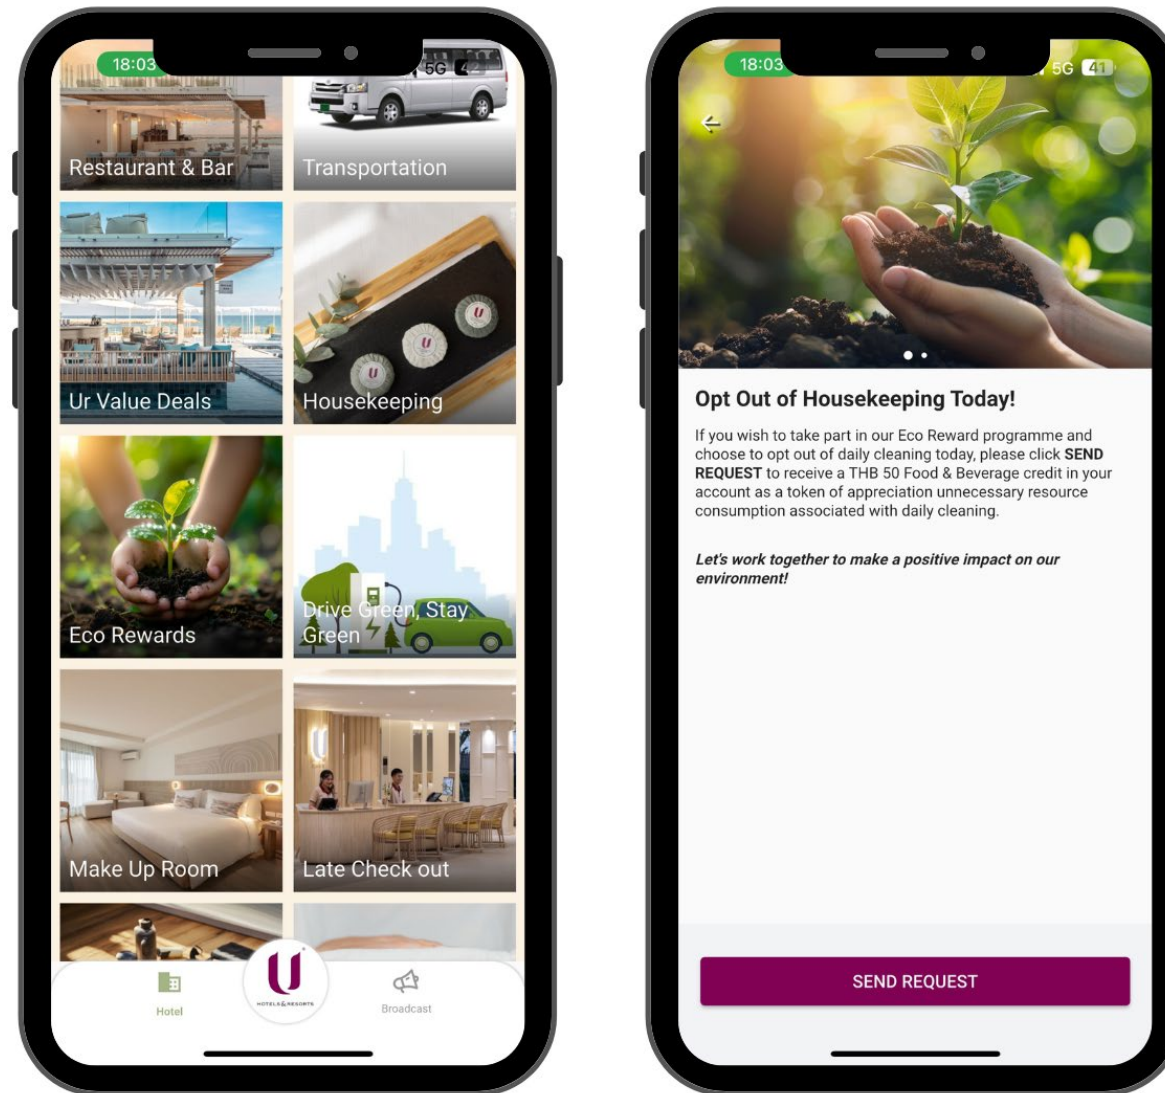 18:03
5G 42
Restaurant & Bar
Transportation
Ur Value Deals
Housekeeping
Eco Rewards
Drive Green, Stay
Green
Make Up Room
Late Check out
Hotel
U
HOTELS & RESORTS
Broadcast
18:03
5G 41
Opt Out of Housekeeping Today!
If you wish to take part in our Eco Reward programme and
choose to opt out of daily cleaning today, please click SEND
REQUEST to receive a THB 50 Food & Beverage credit in your
account as a token of appreciation unnecessary resource
consumption associated with daily cleaning.
Let's work together to make a positive impact on our
environment!
SEND REQUEST